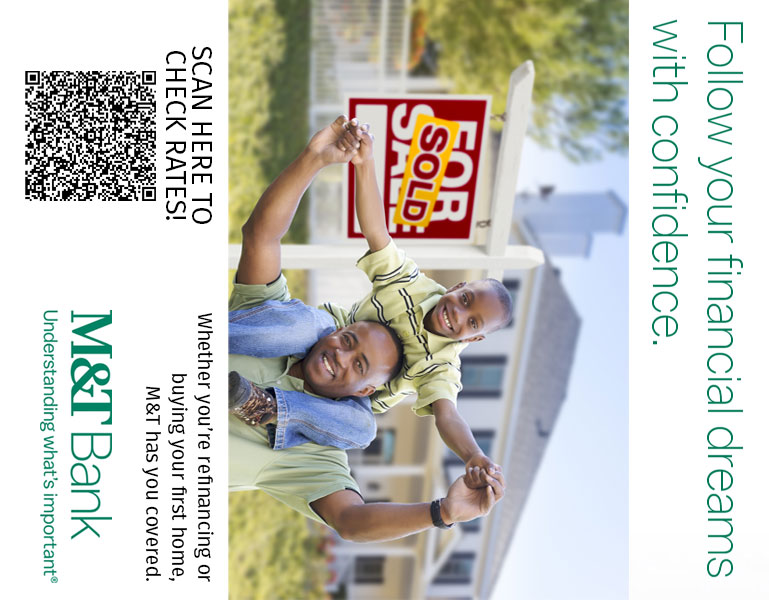 Follow your financial dreams
with confidence.
FOR
SALE
SOLD
SCAN HERE TO
CHECK RATES!
Whether you're refinancing or
buying your first home,
M&T has you covered.
M&T Bank
Understanding what's important®